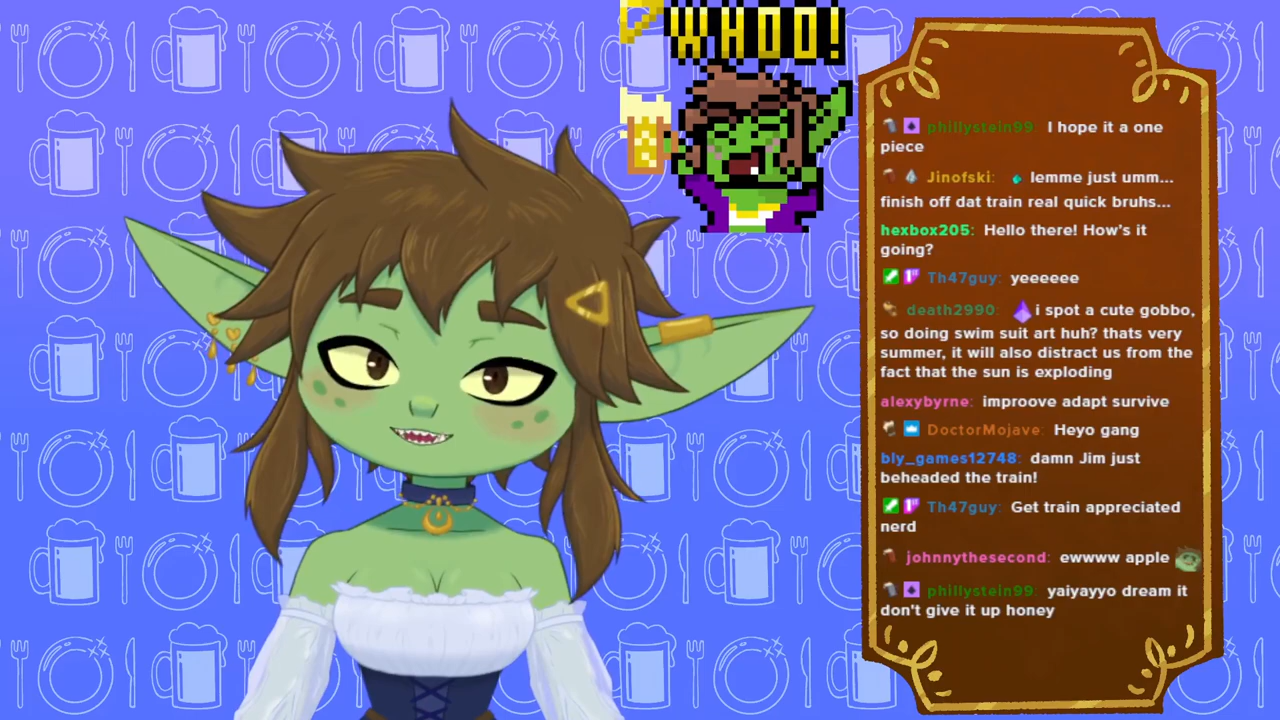 WHOO!
phillystein99: I hope it a one
piece
Jinofski: lemme just umm...
finish off dat train real quick bruhs...
hexbox205: Hello there! How's it
going?
Th47guy: yeeeeee
death2990: i spot a cute gobbo,
so doing swim suit art huh? thats very
summer, it will also distract us from the
fact that the sun is exploding
alexybyrne: improove adapt survive
DoctorMojave: Heyo gang
bly_games12748: damn Jim just
beheaded the train!
Th47guy: Get train appreciated
nerd
johnnythesecond: ewwww apple
phillystein99: yaiyayyo dream it
don't give it up honey